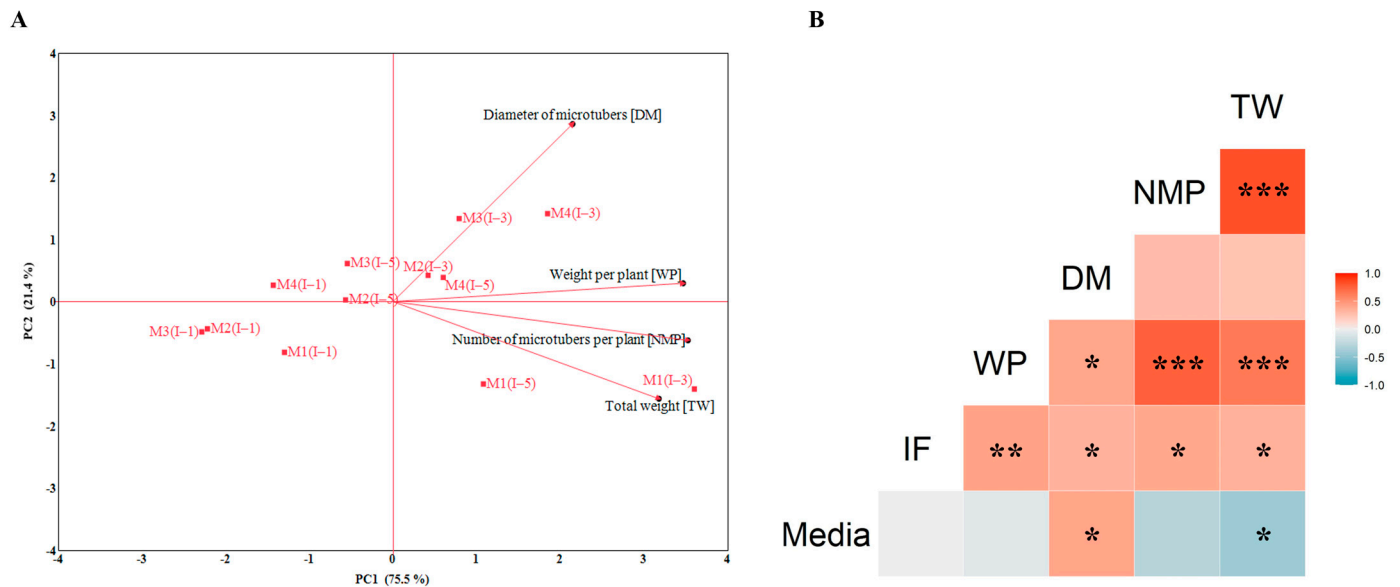 A
4
3
2
1
0
-1
-2
-3
-4
PC2 (21.4 %)
Diameter of microtubers [DM]
M3(I–3)
M4(I–3)
M3(I–5)
M2(I–3)
Weight per plant [WP]
M4(I–1)
M4(I–5)
M2(I–5)
M3(I–1)
M2(I–1)
Number of microtubers per plant [NMP]
M1(I–1)
M1(I–5)
M1(I–3)
Total weight [TW]
-4 -3 -2 -1 0 1 2 3 4
PC1 (75.5 %)
B
TW
NMP ***
DM
WP * *** ***
IF ** * * *
Media * *
1.0
0.5
0.0
-0.5
-1.0